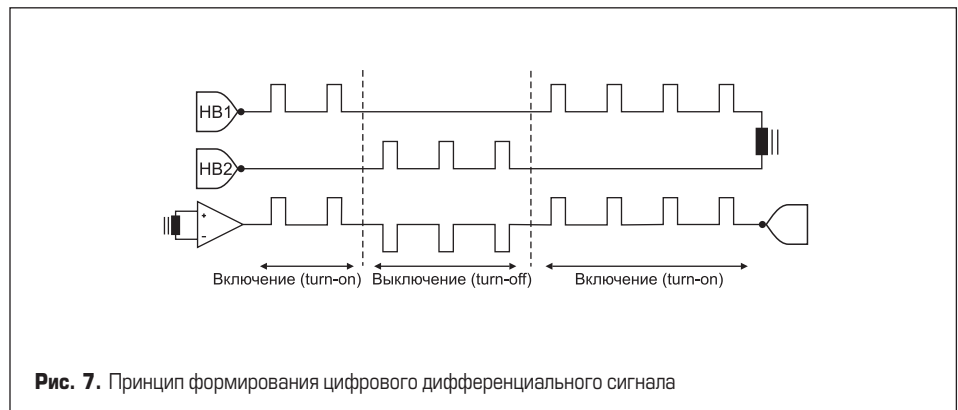 HB1
HB2
+
−
Включение (turn-on) Выключение (turn-off) Включение (turn-on)
Рис. 7. Принцип формирования цифрового дифференциального сигнала